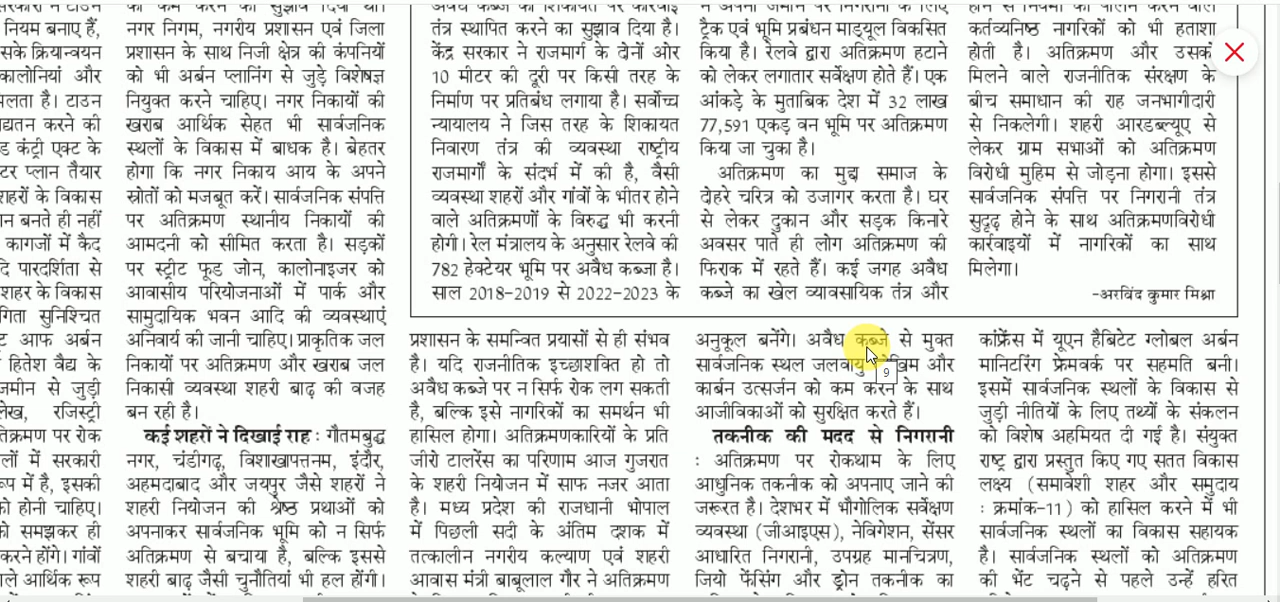 सरकारों ने टाउन
नियम बनाए हैं,
सके क्रियान्वयन
कालोनियां और
मलता है। टाउन
द्यतन करने की
ड कंट्री एक्ट के
टर प्लान तैयार
शहरों के विकास
ान बनते ही नहीं
कागजों में कैद
दि पारदर्शिता से
शहर के विकास
गिता सुनिश्चित
ट आफ अर्बन
हितेश वैद्य के
जमीन से जुड़ी
लेख, रजिस्ट्री
तिक्रमण पर रोक
लों में सरकारी
रूप में है, इसकी
को होनी चाहिए।
को समझकर ही
करने होंगे। गांवों
ाले आर्थिक रूप
को कम करने का सुझाव दिया था।
नगर निगम, नगरीय प्रशासन एवं जिला
प्रशासन के साथ निजी क्षेत्र की कंपनियों
को भी अर्बन प्लानिंग से जुड़े विशेषज्ञ
नियुक्त करने चाहिए। नगर निकायों की
खराब आर्थिक सेहत भी सार्वजनिक
स्थलों के विकास में बाधक है। बेहतर
होगा कि नगर निकाय आय के अपने
स्रोतों को मजबूत करें। सार्वजनिक संपत्ति
पर अतिक्रमण स्थानीय निकायों की
आमदनी को सीमित करता है। सड़कों
पर स्ट्रीट फूड जोन, कालोनाइजर को
आवासीय परियोजनाओं में पार्क और
सामुदायिक भवन आदि की व्यवस्थाएं
अनिवार्य की जानी चाहिए। प्राकृतिक जल
निकायों पर अतिक्रमण और खराब जल
निकासी व्यवस्था शहरी बाढ़ की वजह
बन रही है।
कई शहरों ने दिखाई राह : गौतमबुद्ध
नगर, चंडीगढ़, विशाखापत्तनम, इंदौर,
अहमदाबाद और जयपुर जैसे शहरों ने
शहरी नियोजन की श्रेष्ठ प्रथाओं को
अपनाकर सार्वजनिक भूमि को न सिर्फ
अतिक्रमण से बचाया है, बल्कि इससे
शहरी बाढ़ जैसी चुनौतियां भी हल होंगी।
अवैध कब्जे की शिकायत पर कार्रवाई
तंत्र स्थापित करने का सुझाव दिया है।
केंद्र सरकार ने राजमार्ग के दोनों ओर
10 मीटर की दूरी पर किसी तरह के
निर्माण पर प्रतिबंध लगाया है। सर्वोच्च
न्यायालय ने जिस तरह के शिकायत
निवारण तंत्र की व्यवस्था राष्ट्रीय
राजमार्गों के संदर्भ में की है, वैसी
व्यवस्था शहरों और गांवों के भीतर होने
वाले अतिक्रमणों के विरुद्ध भी करनी
होगी। रेल मंत्रालय के अनुसार रेलवे की
782 हेक्टेयर भूमि पर अवैध कब्जा है।
साल 2018-2019 से 2022-2023 के
ने अपनी जमीन पर निगरानी के लिए
ट्रैक एवं भूमि प्रबंधन माड्यूल विकसित
किया है। रेलवे द्वारा अतिक्रमण हटाने
को लेकर लगातार सर्वेक्षण होते हैं। एक
आंकड़े के मुताबिक देश में 32 लाख
77,591 एकड़ वन भूमि पर अतिक्रमण
किया जा चुका है।
अतिक्रमण का मुद्दा समाज के
दोहरे चरित्र को उजागर करता है। घर
से लेकर दुकान और सड़क किनारे
अवसर पाते ही लोग अतिक्रमण की
फिराक में रहते हैं। कई जगह अवैध
कब्जे का खेल व्यावसायिक तंत्र और
होने से नियमों का पालन करने वाले
कर्तव्यनिष्ठ नागरिकों को भी हताशा
होती है। अतिक्रमण और उसको
मिलने वाले राजनीतिक संरक्षण के
बीच समाधान की राह जनभागीदारी
से निकलेगी। शहरी आरडब्ल्यूए से
लेकर ग्राम सभाओं को अतिक्रमण
विरोधी मुहिम से जोड़ना होगा। इससे
सार्वजनिक संपत्ति पर निगरानी तंत्र
सुदृढ़ होने के साथ अतिक्रमणविरोधी
कार्रवाइयों में नागरिकों का साथ
मिलेगा।
-अरविंद कुमार मिश्रा
प्रशासन के समन्वित प्रयासों से ही संभव
है। यदि राजनीतिक इच्छाशक्ति हो तो
अवैध कब्जे पर न सिर्फ रोक लग सकती
है, बल्कि इसे नागरिकों का समर्थन भी
हासिल होगा। अतिक्रमणकारियों के प्रति
जीरो टालरेंस का परिणाम आज गुजरात
के शहरी नियोजन में साफ नजर आता
है। मध्य प्रदेश की राजधानी भोपाल
में पिछली सदी के अंतिम दशक में
तत्कालीन नगरीय कल्याण एवं शहरी
आवास मंत्री बाबूलाल गौर ने अतिक्रमण
अनुकूल बनेंगे। अवैध कब्जे से मुक्त
सार्वजनिक स्थल जलवायु जोखिम और
कार्बन उत्सर्जन को कम करने के साथ
आजीविकाओं को सुरक्षित करते हैं।
तकनीक की मदद से निगरानी
: अतिक्रमण पर रोकथाम के लिए
आधुनिक तकनीक को अपनाए जाने की
जरूरत है। देशभर में भौगोलिक सर्वेक्षण
व्यवस्था (जीआइएस), नेविगेशन, सेंसर
आधारित निगरानी, उपग्रह मानचित्रण,
जियो फेंसिंग और ड्रोन तकनीक का
9
कांफ्रेंस में यूएन हैबिटेट ग्लोबल अर्बन
मानिटरिंग फ्रेमवर्क पर सहमति बनी।
इसमें सार्वजनिक स्थलों के विकास से
जुड़ी नीतियों के लिए तथ्यों के संकलन
को विशेष अहमियत दी गई है। संयुक्त
राष्ट्र द्वारा प्रस्तुत किए गए सतत विकास
लक्ष्य (समावेशी शहर और समुदाय
: क्रमांक-11) को हासिल करने में भी
सार्वजनिक स्थलों का विकास सहायक
है। सार्वजनिक स्थलों को अतिक्रमण
की भेंट चढ़ने से पहले उन्हें हरित